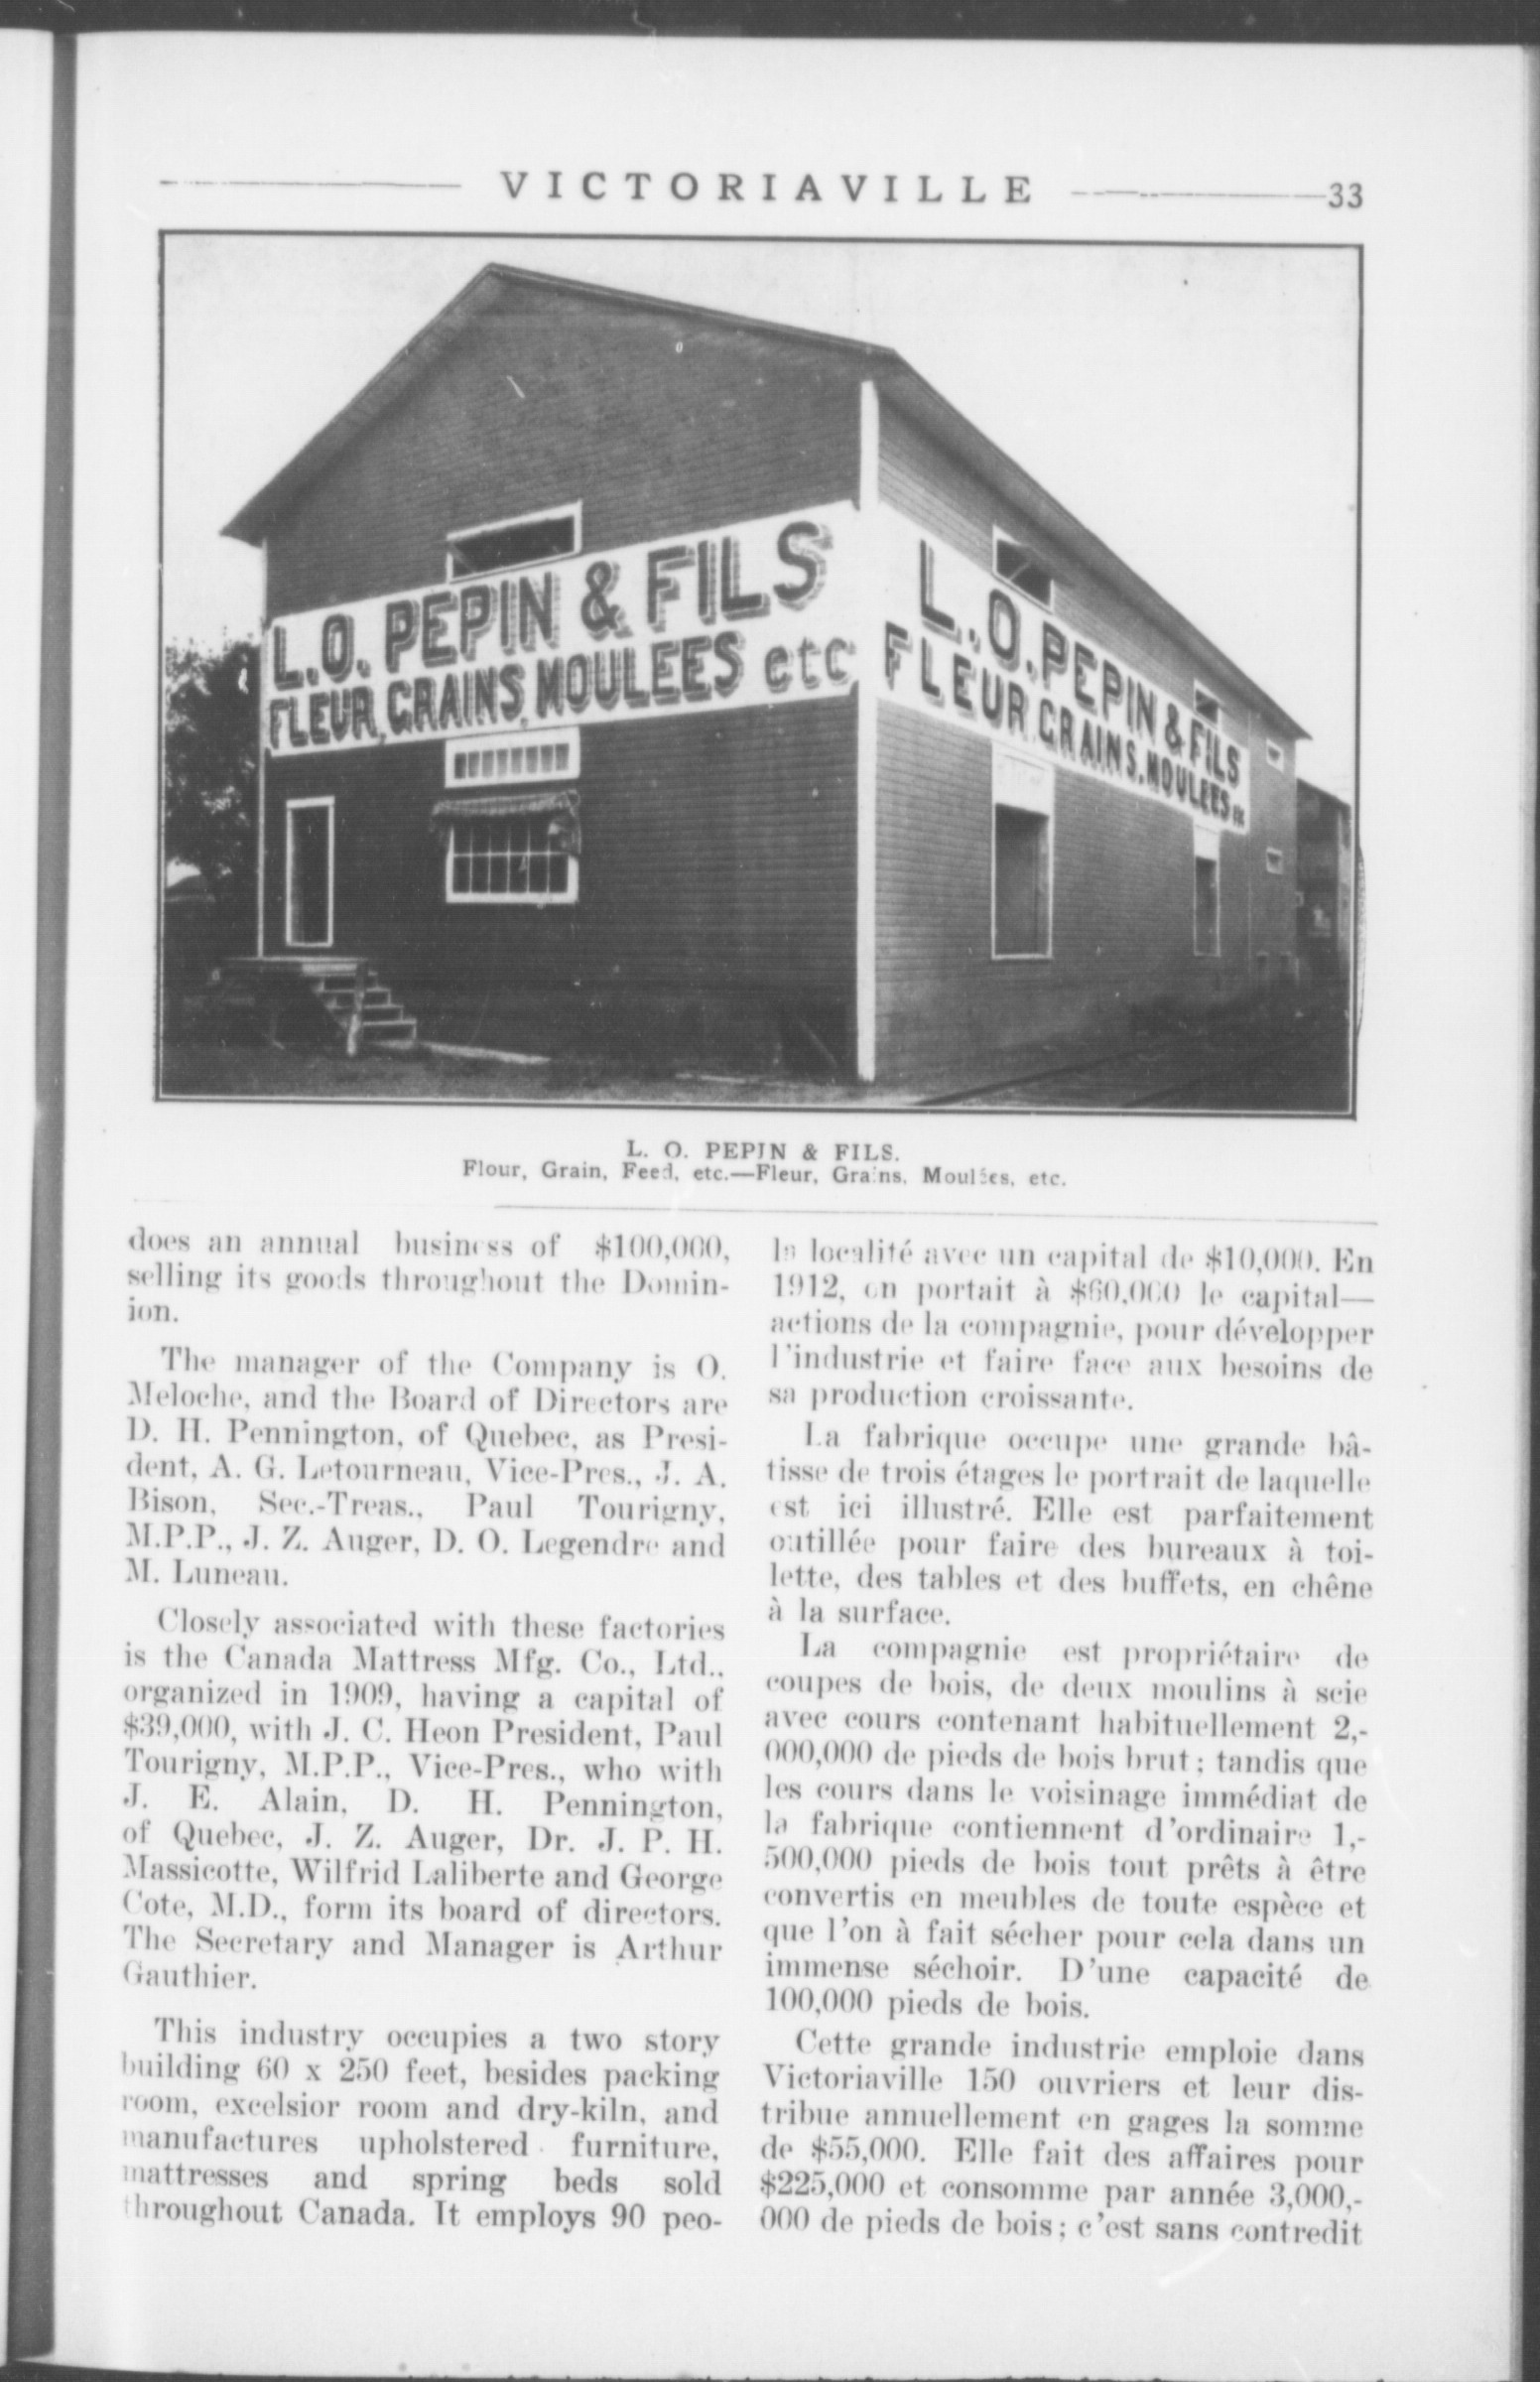 VICTORIAVILLE
33
L.O. PEPIN & FILS
FLEUR, GRAINS, MOULEES etc
L.O. PEPIN & FILS
FLEUR, GRAINS, MOULEES etc
L. O. PEPIN & FILS.
Flour, Grain, Feed, etc.—Fleur, Grains, Moulées, etc.
does an annual business of $100,000,
selling its goods throughout the Domin-
ion.
The manager of the Company is O.
Meloche, and the Board of Directors are
D. H. Pennington, of Quebec, as Presi-
dent, A. G. Letourneau, Vice-Pres., J. A.
Bison, Sec.-Treas., Paul Tourigny,
M.P.P., J. Z. Auger, D. O. Legendre and
M. Luneau.
Closely associated with these factories
is the Canada Mattress Mfg. Co., Ltd.,
organized in 1909, having a capital of
$39,000, with J. C. Heon President, Paul
Tourigny, M.P.P., Vice-Pres., who with
J. E. Alain, D. H. Pennington,
of Quebec, J. Z. Auger, Dr. J. P. H.
Massicotte, Wilfrid Laliberte and George
Cote, M.D., form its board of directors.
The Secretary and Manager is Arthur
Gauthier.
This industry occupies a two story
building 60 x 250 feet, besides packing
room, excelsior room and dry-kiln, and
manufactures upholstered furniture,
mattresses and spring beds sold
throughout Canada. It employs 90 peo-
la localité avec un capital de $10,000. En
1912, on portait à $60,000 le capital—
actions de la compagnie, pour développer
l'industrie et faire face aux besoins de
sa production croissante.
La fabrique occupe une grande bâ-
tisse de trois étages le portrait de laquelle
est ici illustré. Elle est parfaitement
outillée pour faire des bureaux à toi-
lette, des tables et des buffets, en chêne
à la surface.
La compagnie est propriétaire de
coupes de bois, de deux moulins à scie
avec cours contenant habituellement 2,-
000,000 de pieds de bois brut; tandis que
les cours dans le voisinage immédiat de
la fabrique contiennent d'ordinaire 1,-
500,000 pieds de bois tout prêts à être
convertis en meubles de toute espèce et
que l'on à fait sécher pour cela dans un
immense séchoir. D'une capacité de
100,000 pieds de bois.
Cette grande industrie emploie dans
Victoriaville 150 ouvriers et leur dis-
tribue annuellement en gages la somme
de $55,000. Elle fait des affaires pour
$225,000 et consomme par année 3,000,-
000 de pieds de bois; c'est sans contredit